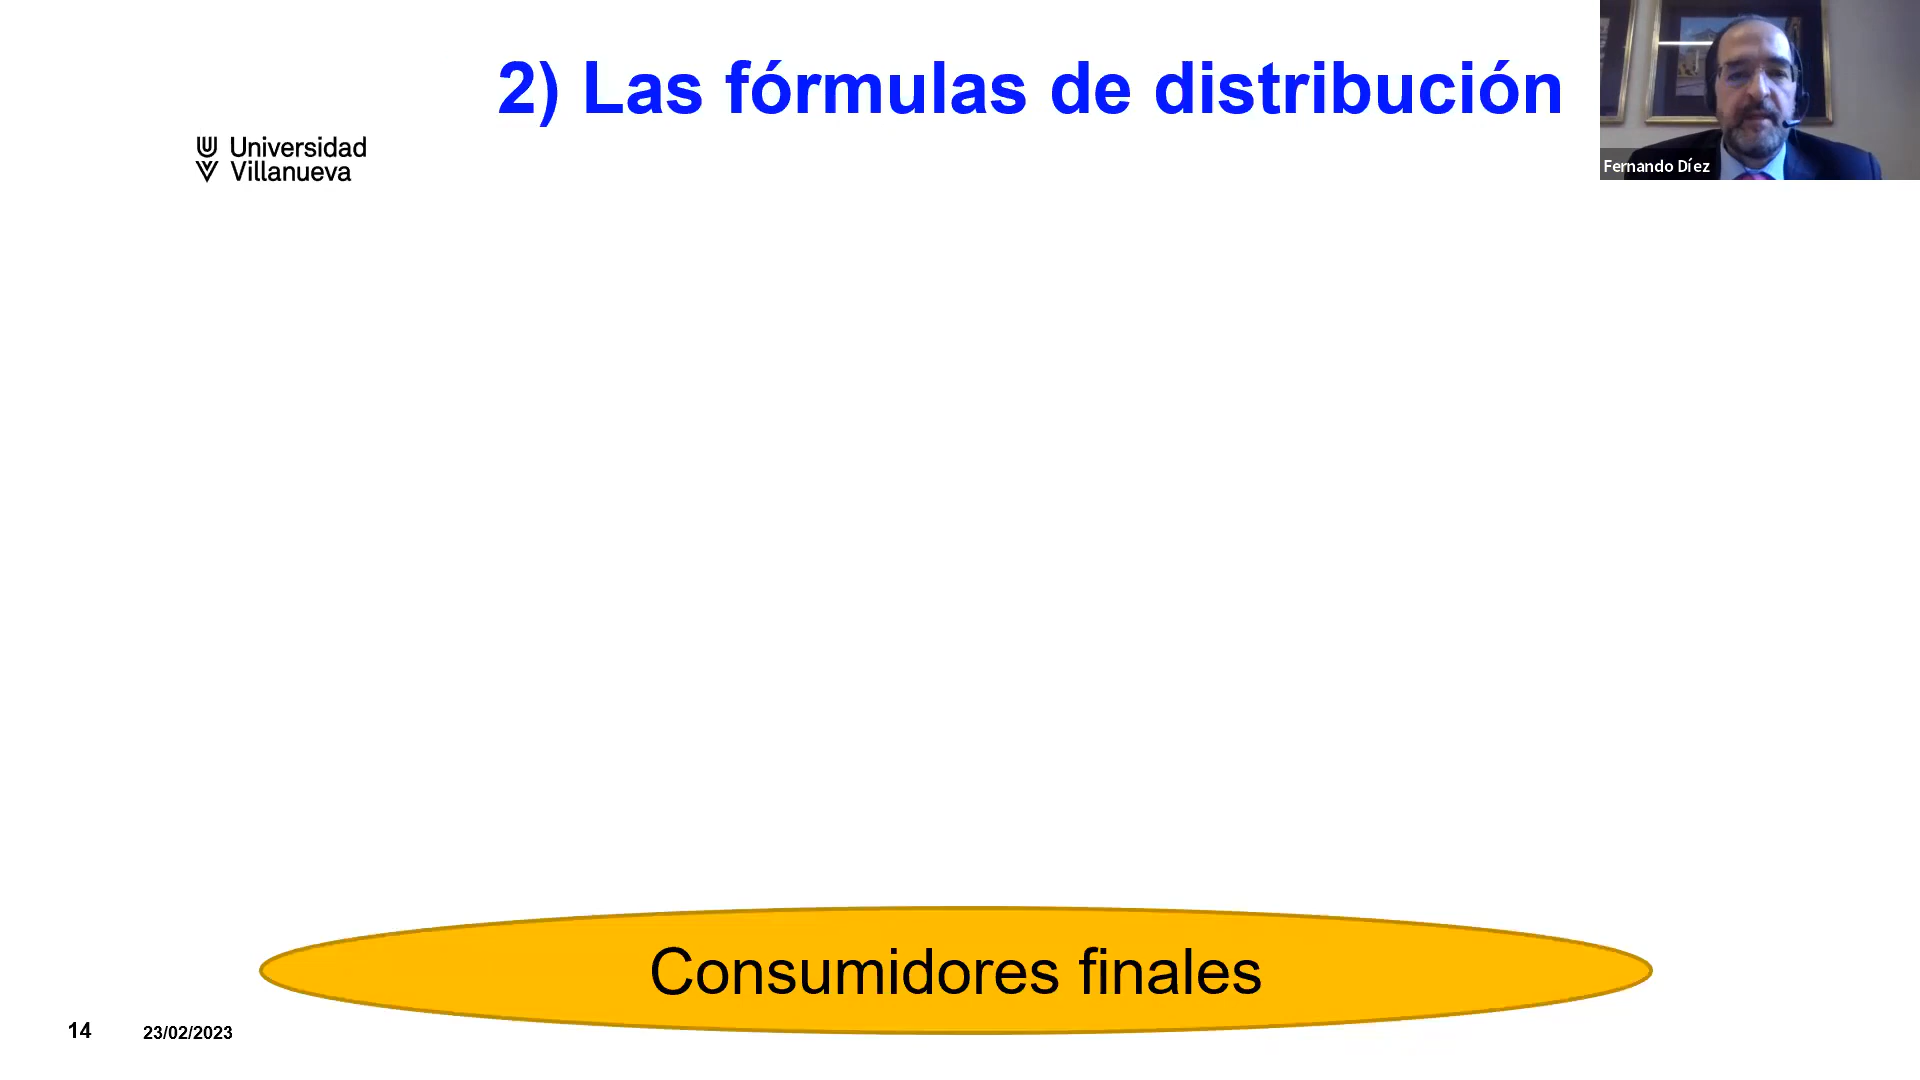 2) Las fórmulas de distribución
Universidad
Villanueva
Fernando Díez
Consumidores finales
14
23/02/2023